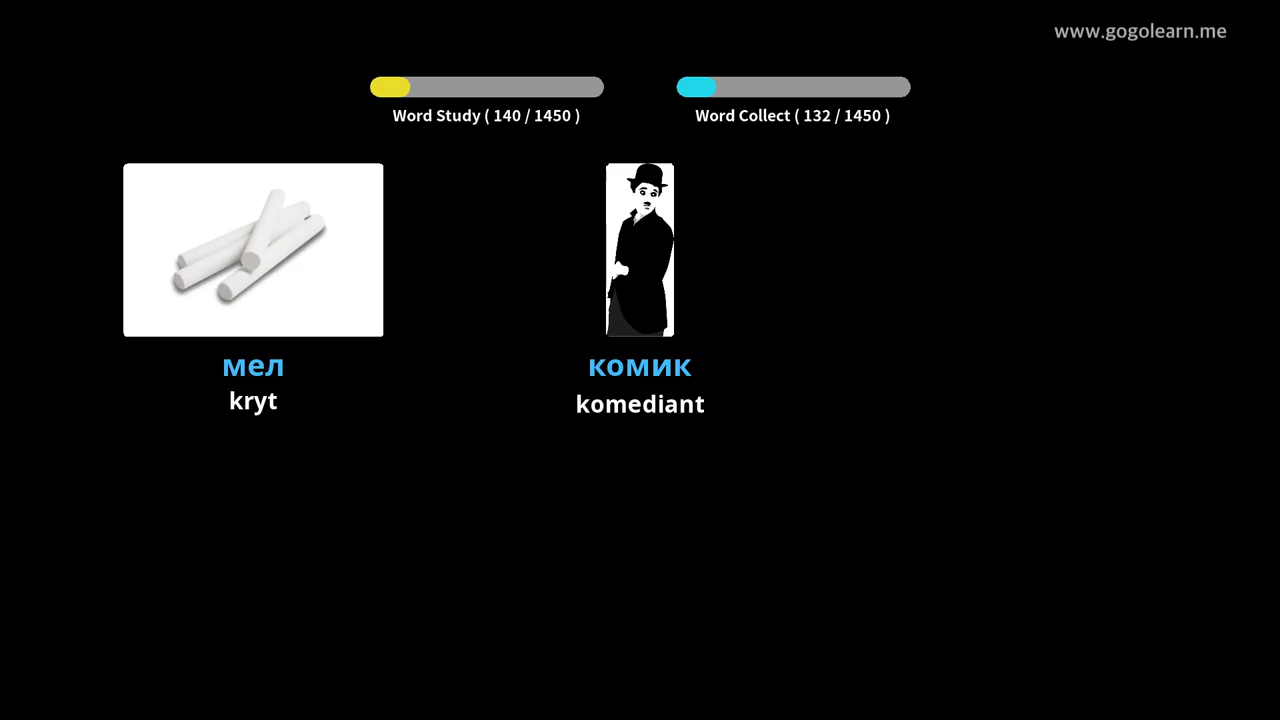 www.gogolearn.me
Word Study ( 140 / 1450 )
Word Collect ( 132 / 1450 )
мел
kryt
комик
komediant